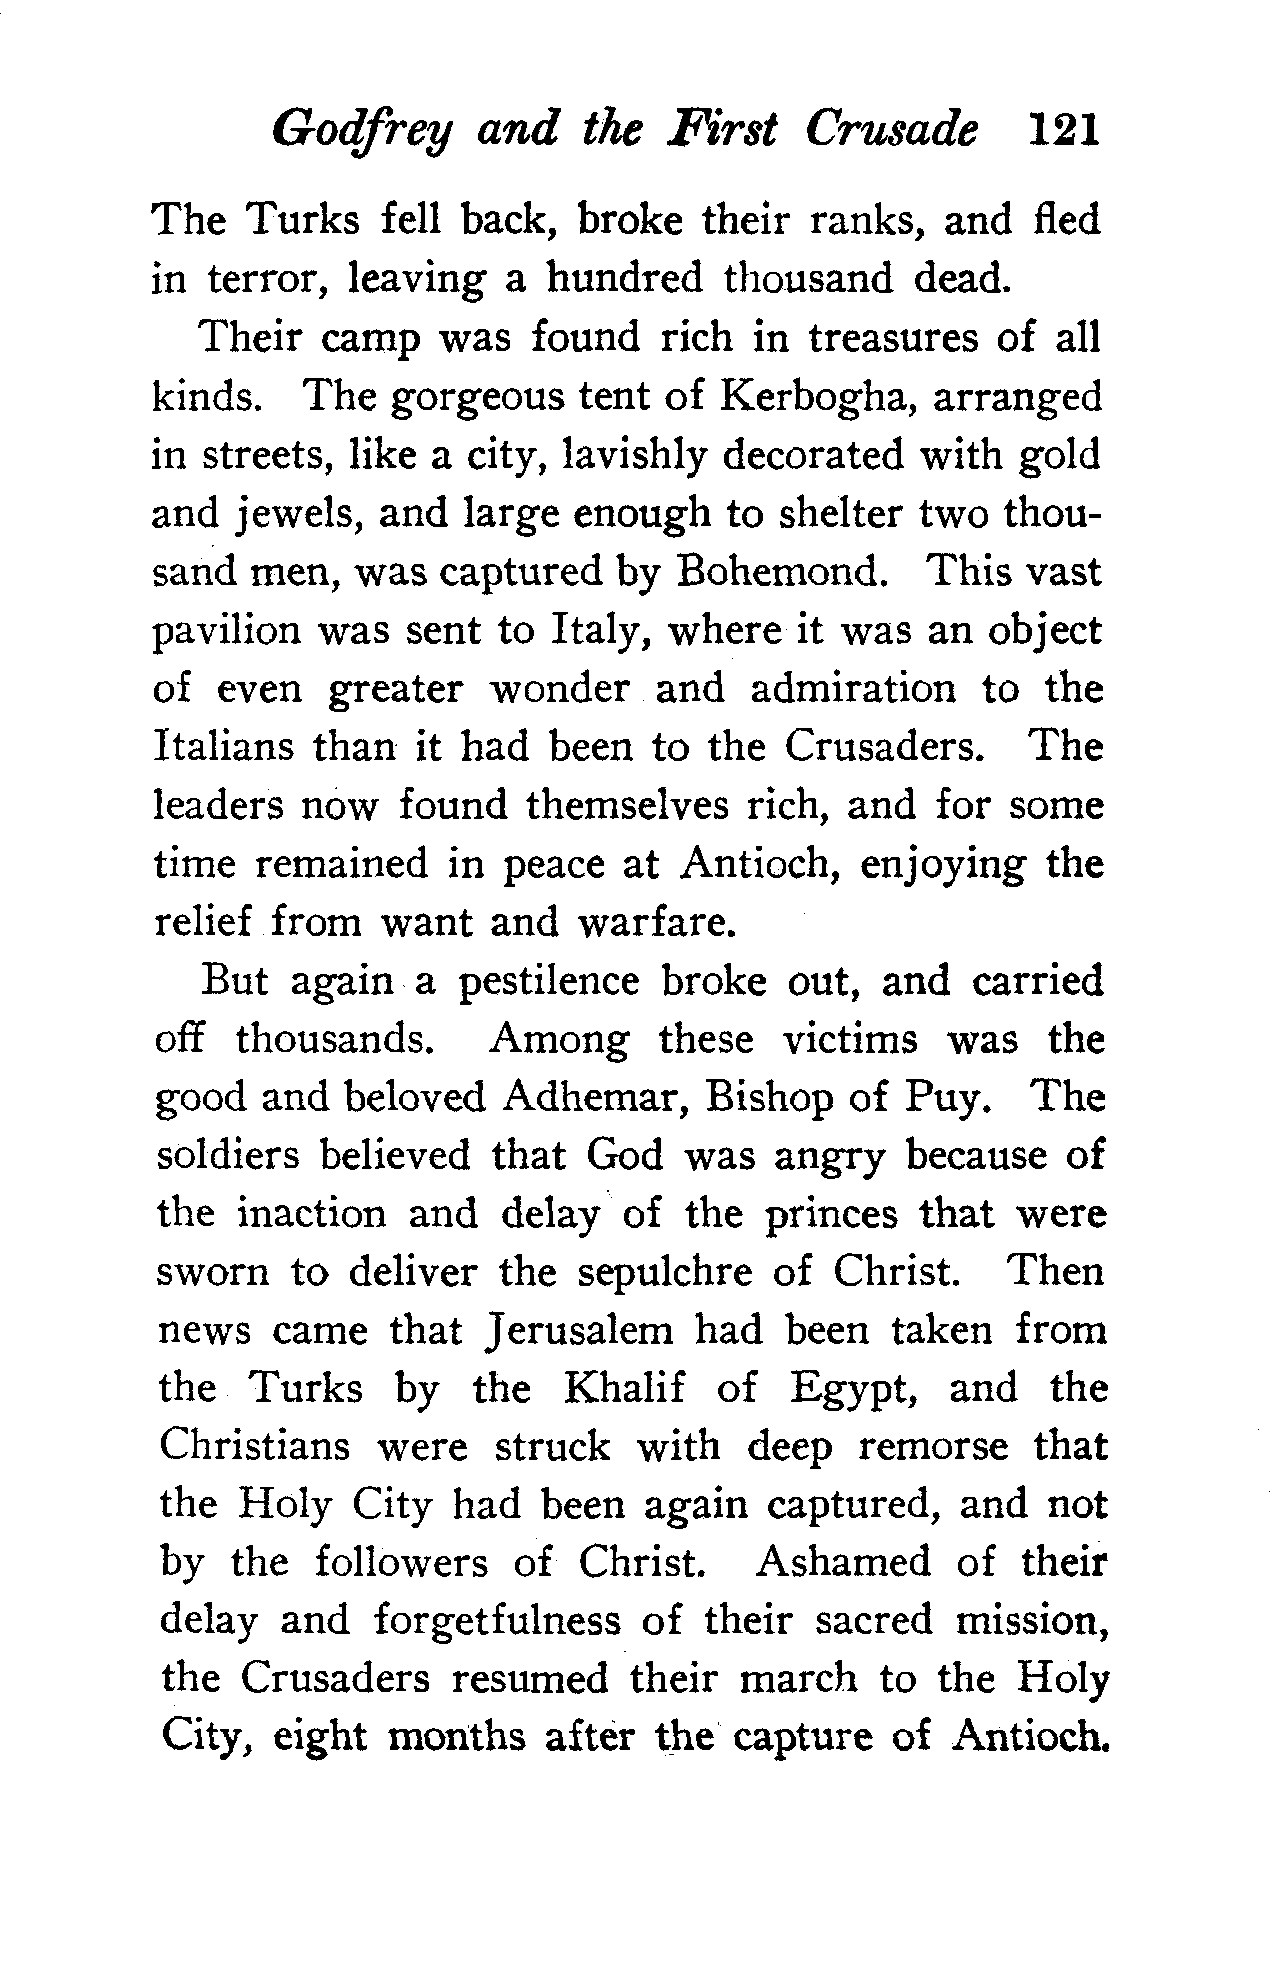 Godfrey and the First Crusade 121
The Turks fell back, broke their ranks, and fled
in terror, leaving a hundred thousand dead.
Their camp was found rich in treasures of all
kinds. The gorgeous tent of Kerbogha, arranged
in streets, like a city, lavishly decorated with gold
and jewels, and large enough to shelter two thou-
sand men, was captured by Bohemond. This vast
pavilion was sent to Italy, where it was an object
of even greater wonder and admiration to the
Italians than it had been to the Crusaders. The
leaders now found themselves rich, and for some
time remained in peace at Antioch, enjoying the
relief from want and warfare.
But again a pestilence broke out, and carried
off thousands. Among these victims was the
good and beloved Adhemar, Bishop of Puy. The
soldiers believed that God was angry because of
the inaction and delay of the princes that were
sworn to deliver the sepulchre of Christ. Then
news came that Jerusalem had been taken from
the Turks by the Khalif of Egypt, and the
Christians were struck with deep remorse that
the Holy City had been again captured, and not
by the followers of Christ. Ashamed of their
delay and forgetfulness of their sacred mission,
the Crusaders resumed their march to the Holy
City, eight months after the capture of Antioch.